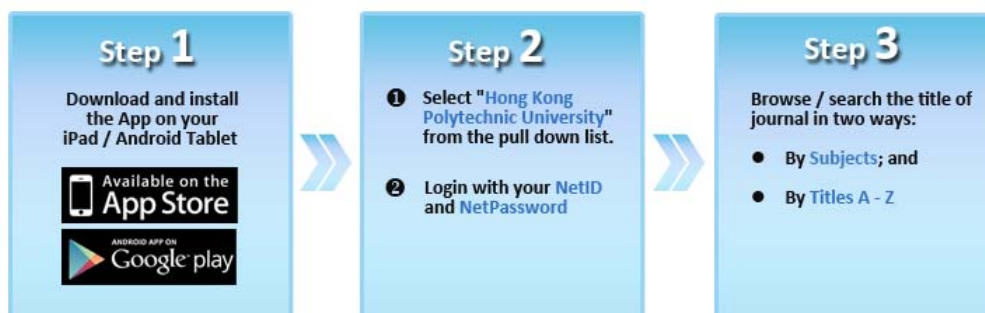 Step 1
Download and install
the App on your
iPad / Android Tablet
Available on the
App Store
ANDROID APP ON
Google play
Step 2
❶ Select "Hong Kong
Polytechnic University"
from the pull down list.
❷ Login with your NetID
and NetPassword
Step 3
Browse / search the title of
journal in two ways:
● By Subjects; and
● By Titles A - Z